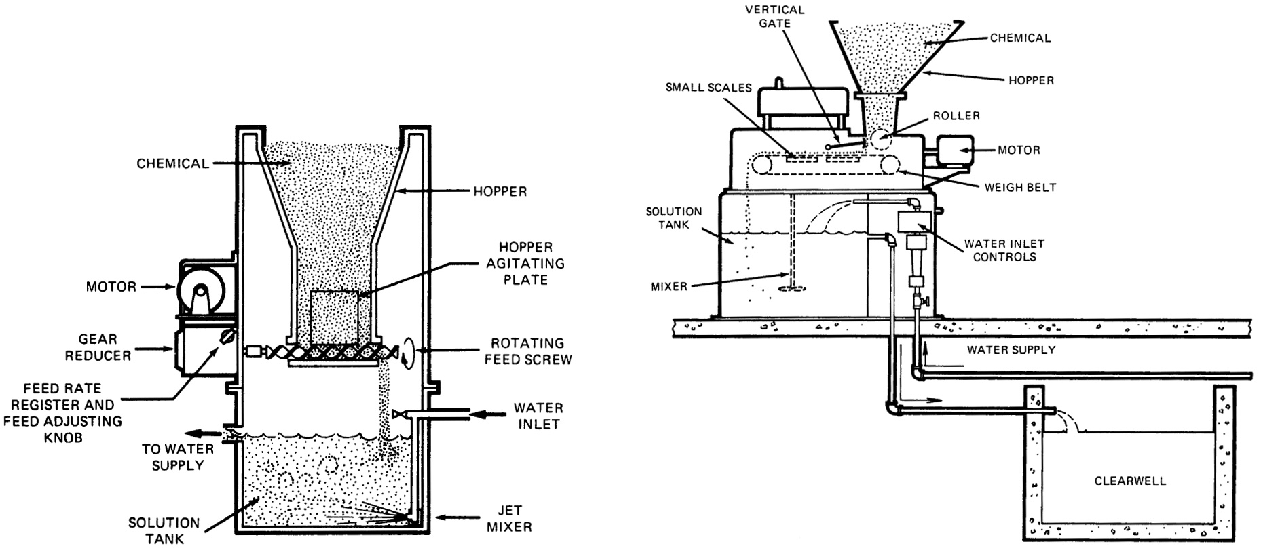 CHEMICAL
HOPPER
HOPPER
AGITATING
PLATE
MOTOR
GEAR
REDUCER
ROTATING
FEED SCREW
FEED RATE
REGISTER AND
FEED ADJUSTING
KNOB
WATER
INLET
TO WATER
SUPPLY
SOLUTION
TANK
JET
MIXER
VERTICAL
GATE
CHEMICAL
HOPPER
SMALL SCALES
ROLLER
MOTOR
WEIGH BELT
SOLUTION
TANK
WATER INLET
CONTROLS
MIXER
WATER SUPPLY
CLEARWELL